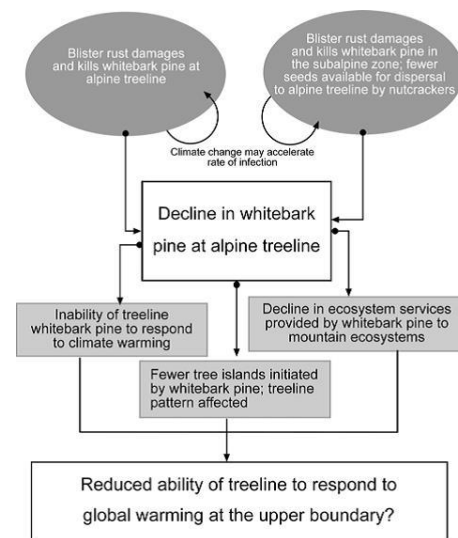 Blister rust damages
and kills whitebark pine at
alpine treeline
Blister rust damages
and kills whitebark pine in
the subalpine zone; fewer
seeds available for dispersal
to alpine treeline by nutcrackers
Climate change may accelerate
rate of infection
Decline in whitebark
pine at alpine treeline
Inability of treeline
whitebark pine to respond
to climate warming
Decline in ecosystem services
provided by whitebark pine to
mountain ecosystems
Fewer tree islands initiated
by whitebark pine; treeline
pattern affected
Reduced ability of treeline to respond to
global warming at the upper boundary?